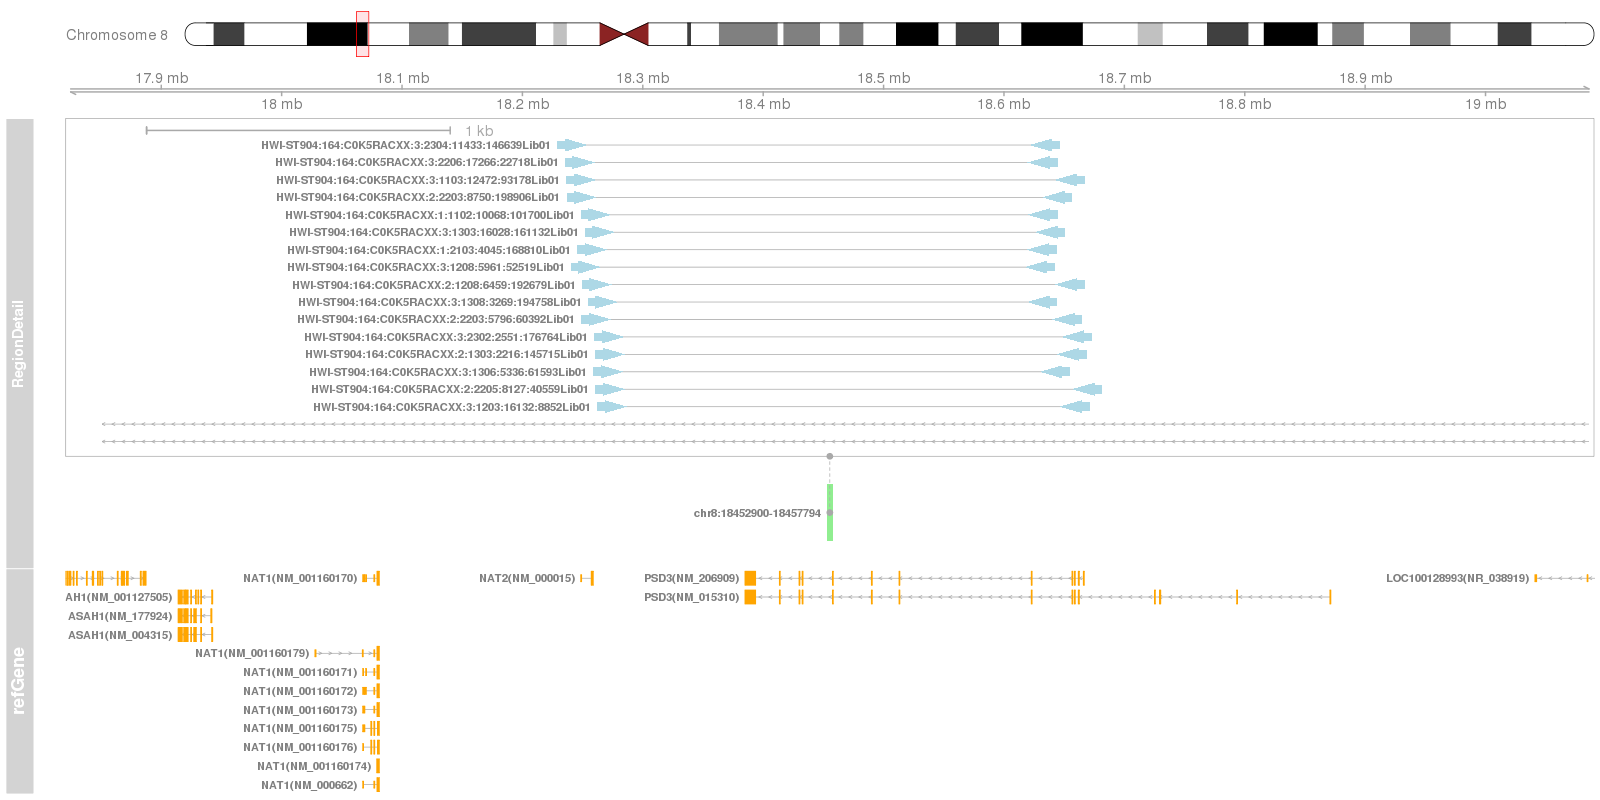 Chromosome 8
17.9 mb 18.1 mb 18.3 mb 18.5 mb 18.7 mb 18.9 mb
18 mb 18.2 mb 18.4 mb 18.6 mb 18.8 mb 19 mb
1 kb
HWI-ST904:164:C0K5RACXX:3:2304:11433:146639Lib01
HWI-ST904:164:C0K5RACXX:3:2206:17266:22718Lib01
HWI-ST904:164:C0K5RACXX:3:1103:12472:93178Lib01
HWI-ST904:164:C0K5RACXX:2:2203:8750:198906Lib01
HWI-ST904:164:C0K5RACXX:1:1102:10068:101700Lib01
HWI-ST904:164:C0K5RACXX:3:1303:16028:161132Lib01
HWI-ST904:164:C0K5RACXX:1:2103:4045:168810Lib01
HWI-ST904:164:C0K5RACXX:3:1208:5961:52519Lib01
HWI-ST904:164:C0K5RACXX:2:1208:6459:192679Lib01
HWI-ST904:164:C0K5RACXX:3:1308:3269:194758Lib01
HWI-ST904:164:C0K5RACXX:2:2203:5796:60392Lib01
HWI-ST904:164:C0K5RACXX:3:2302:2551:176764Lib01
HWI-ST904:164:C0K5RACXX:2:1303:2216:145715Lib01
HWI-ST904:164:C0K5RACXX:3:1306:5336:61593Lib01
HWI-ST904:164:C0K5RACXX:2:2205:8127:40559Lib01
HWI-ST904:164:C0K5RACXX:3:1203:16132:8852Lib01
RegionDetail
chr8:18452900-18457794
NAT1(NM_001160170) NAT2(NM_000015) PSD3(NM_206909) LOC100128993(NR_038919)
AH1(NM_001127505) PSD3(NM_015310)
ASAH1(NM_177924)
ASAH1(NM_004315)
NAT1(NM_001160179)
NAT1(NM_001160171)
NAT1(NM_001160172)
NAT1(NM_001160173)
NAT1(NM_001160175)
NAT1(NM_001160176)
NAT1(NM_001160174)
NAT1(NM_000662)
refGene